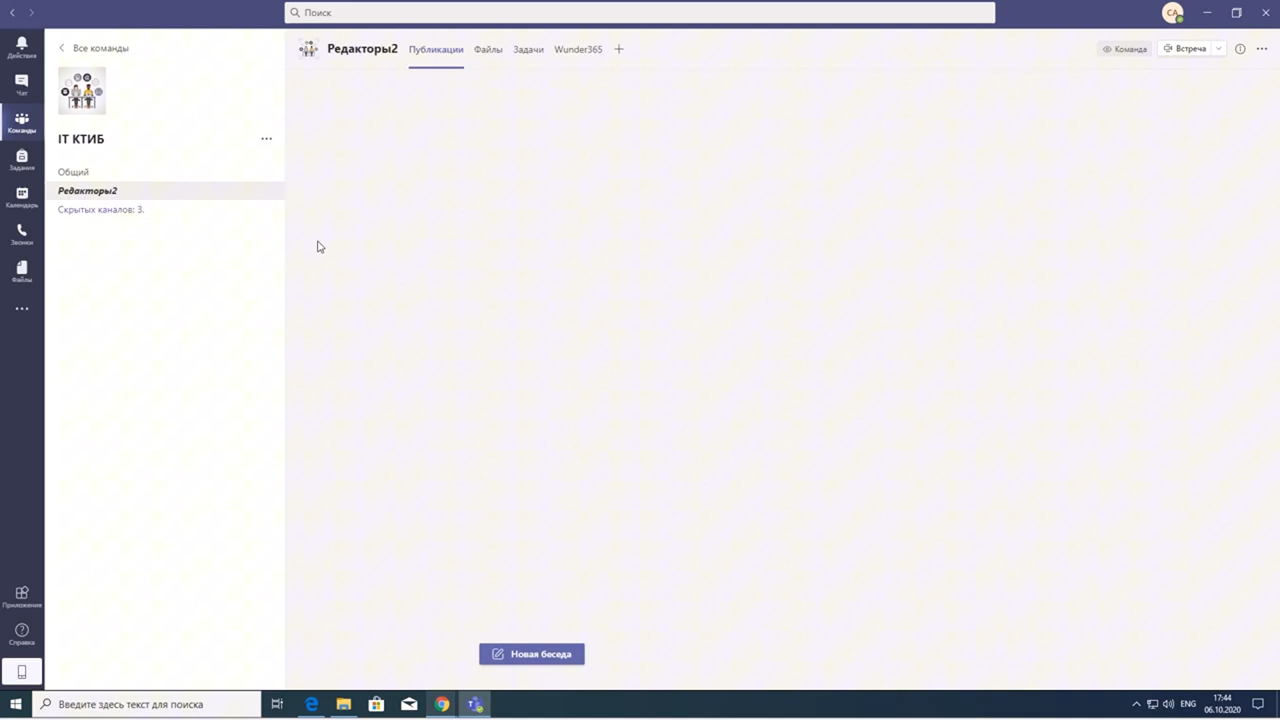 Поиск
CA
Действия
Чат
Команды
Задания
Календарь
Звонки
Файлы
Приложения
Справка
Все команды
IT КТИБ
Общий
Редакторы2
Скрытых каналов: 3.
Редакторы2 Публикации Файлы Задачи Wunder365
Команда Встреча
Новая беседа
Введите здесь текст для поиска
ENG
17:44
06.10.2020